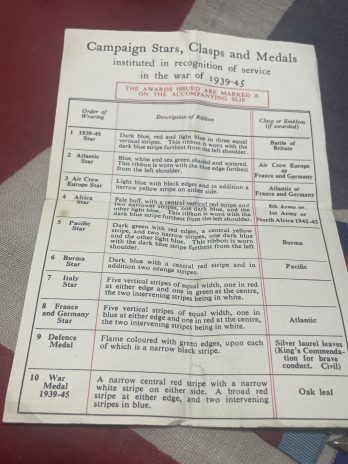 Campaign Stars, Clasps and Medals
instituted in recognition of service
in the war of 1939-45
THE AWARDS ISSUED ARE MARKED X
ON THE ACCOMPANYING SLIP
Order of
Wearing
Description of Ribbon
Clasp or Emblem
(if awarded)
1 1939-45
Star
Dark blue, red and light blue in three equal
vertical stripes. This ribbon is worn with the
dark blue stripe furthest from the left shoulder.
Battle of
Britain
2 Atlantic
Star
Blue, white and sea green shaded and watered.
This ribbon is worn with the blue edge furthest
from the left shoulder.
Air Crew Europe
or
France and Germany
3 Air Crew
Europe Star
Light blue with black edges and in addition a
narrow yellow stripe on either side.
Atlantic or
France and Germany
4 Africa
Star
Pale buff, with a central vertical red stripe and
two narrower stripes, one dark blue, and the
other light blue. This ribbon is worn with the
dark blue stripe furthest from the left shoulder.
8th Army or
1st Army or
North Africa 1942-43
5 Pacific
Star
Dark green with red edges, a central yellow
stripe, and two narrow stripes, one dark blue
and the other light blue. This ribbon is worn
with the dark blue stripe furthest from the left
shoulder.
Burma
6 Burma
Star
Dark blue with a central red stripe and in
addition two orange stripes.
Pacific
7 Italy
Star
Five vertical stripes of equal width, one in red
at either edge and one in green at the centre,
the two intervening stripes being in white.
8 France
and Germany
Star
Five vertical stripes of equal width, one in
blue at either edge and one in red at the centre,
the two intervening stripes being in white.
Atlantic
9 Defence
Medal
Flame coloured with green edges, upon each
of which is a narrow black stripe.
Silver laurel leaves
(King's Commenda-
tion for brave
conduct. Civil)
10 War
Medal
1939-45
A narrow central red stripe with a narrow
white stripe on either side. A broad red
stripe at either edge, and two intervening
stripes in blue.
Oak leaf